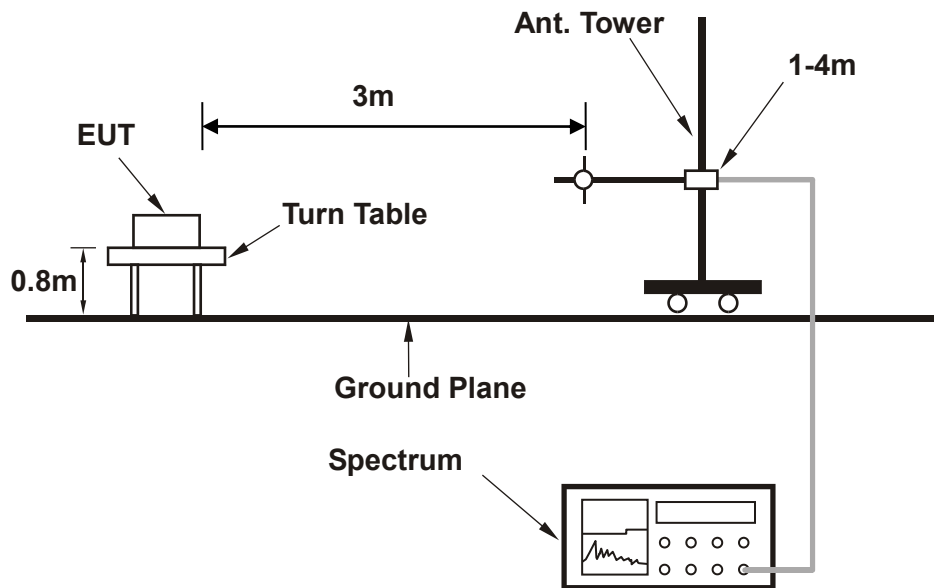 Ant. Tower
1-4m
3m
EUT
Turn Table
0.8m
Ground Plane
Spectrum